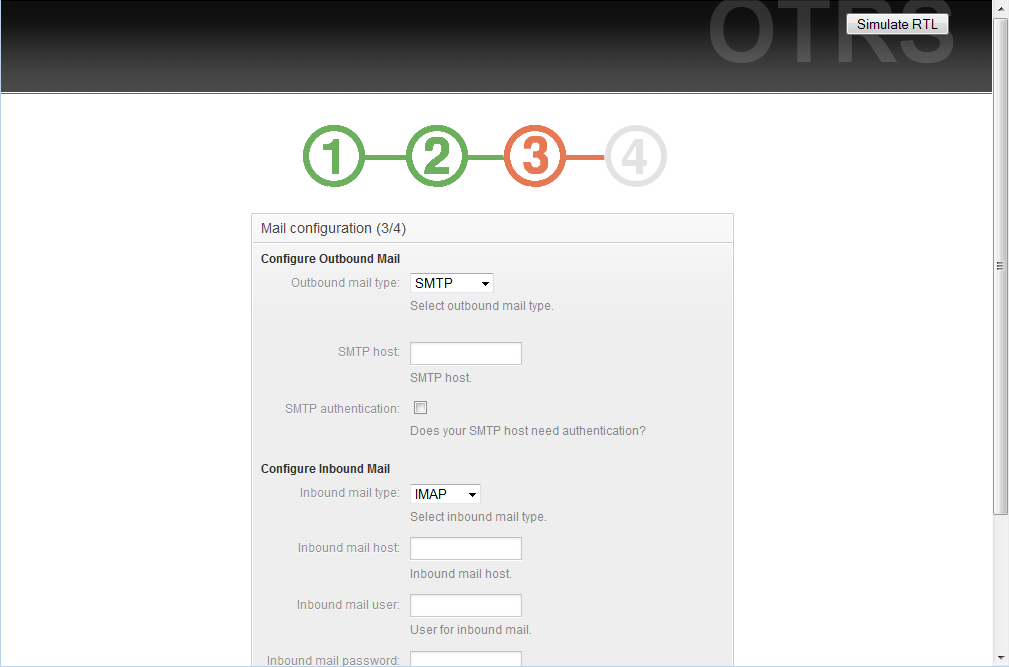 OTRS
Simulate RTL
1 2 3 4
Mail configuration (3/4)
Configure Outbound Mail
Outbound mail type: SMTP
Select outbound mail type.
SMTP host:
SMTP host.
SMTP authentication:
Does your SMTP host need authentication?
Configure Inbound Mail
Inbound mail type: IMAP
Select inbound mail type.
Inbound mail host:
Inbound mail host.
Inbound mail user:
User for inbound mail.
Inbound mail password: